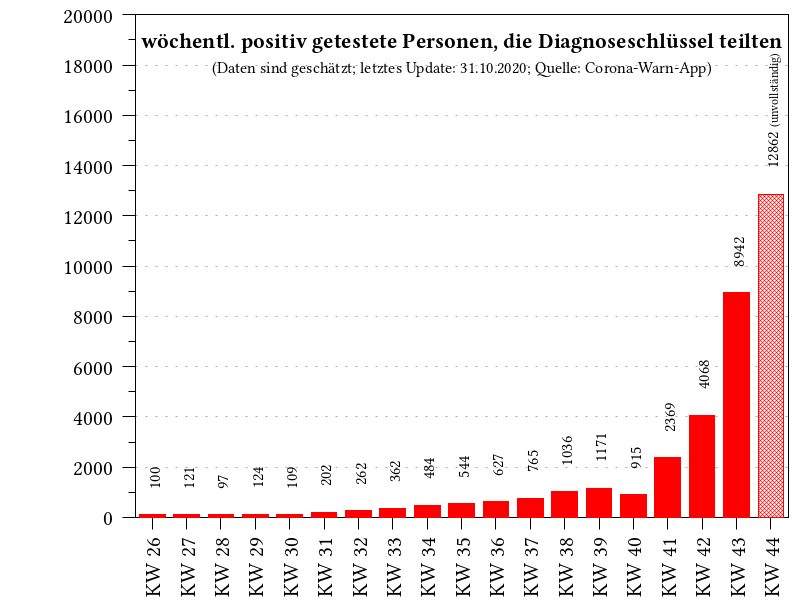 wöchentl. positiv getestete Personen, die Diagnoseschlüssel teilten
(Daten sind geschätzt; letztes Update: 31.10.2020; Quelle: Corona-Warn-App)
20000
18000
16000
14000
12000
10000
8000
6000
4000
2000
0
100
121
97
124
109
202
262
362
484
544
627
765
1036
1171
915
2369
4068
8942
12862 (unvollständig)
KW 26
KW 27
KW 28
KW 29
KW 30
KW 31
KW 32
KW 33
KW 34
KW 35
KW 36
KW 37
KW 38
KW 39
KW 40
KW 41
KW 42
KW 43
KW 44